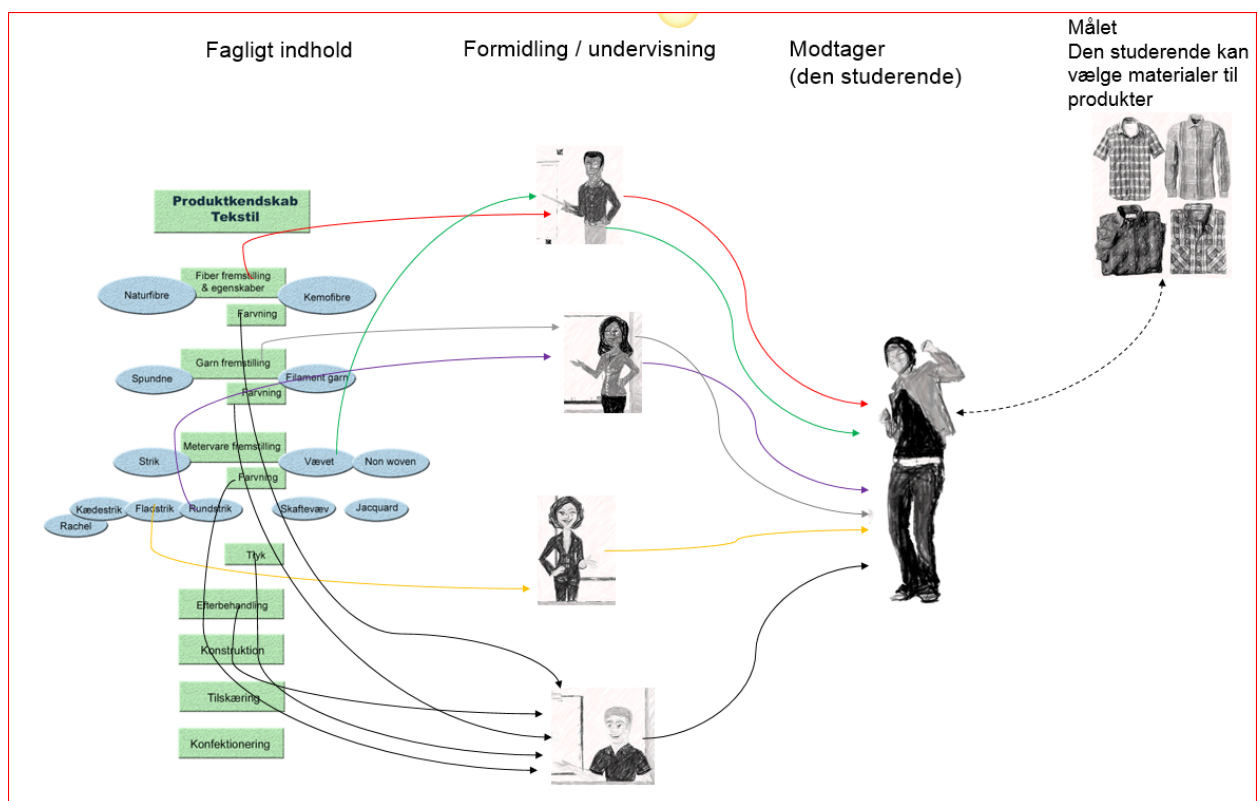 Fagligt indhold
Formidling / undervisning
Modtager
(den studerende)
Målet
Den studerende kan
vælge materialer til
produkter
Produktkendskab
Tekstil
Fiber fremstilling
& egenskaber
Naturfibre
Kemofibre
Farvning
Garn fremstilling
Spundne
Filament garn
Farvning
Metervare fremstilling
Strik
Vævet
Non woven
Farvning
Kædestrik
Fladstrik
Rundstrik
Skaftevæv
Jacquard
Rachel
Tryk
Efterbehandling
Konstruktion
Tilskæring
Konfektionering